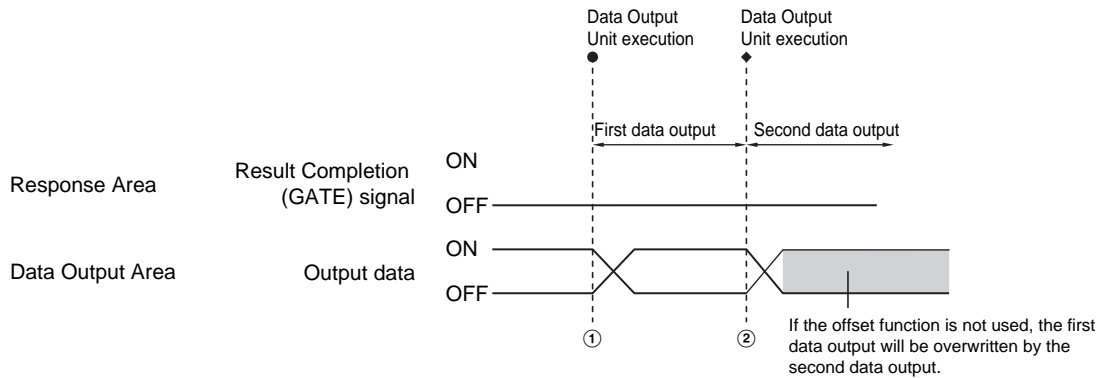 Data Output
Unit execution
Data Output
Unit execution
First data output
Second data output
Response Area
Result Completion
(GATE) signal
ON
OFF
Data Output Area
Output data
ON
OFF
①
②
If the offset function is not used, the first
data output will be overwritten by the
second data output.